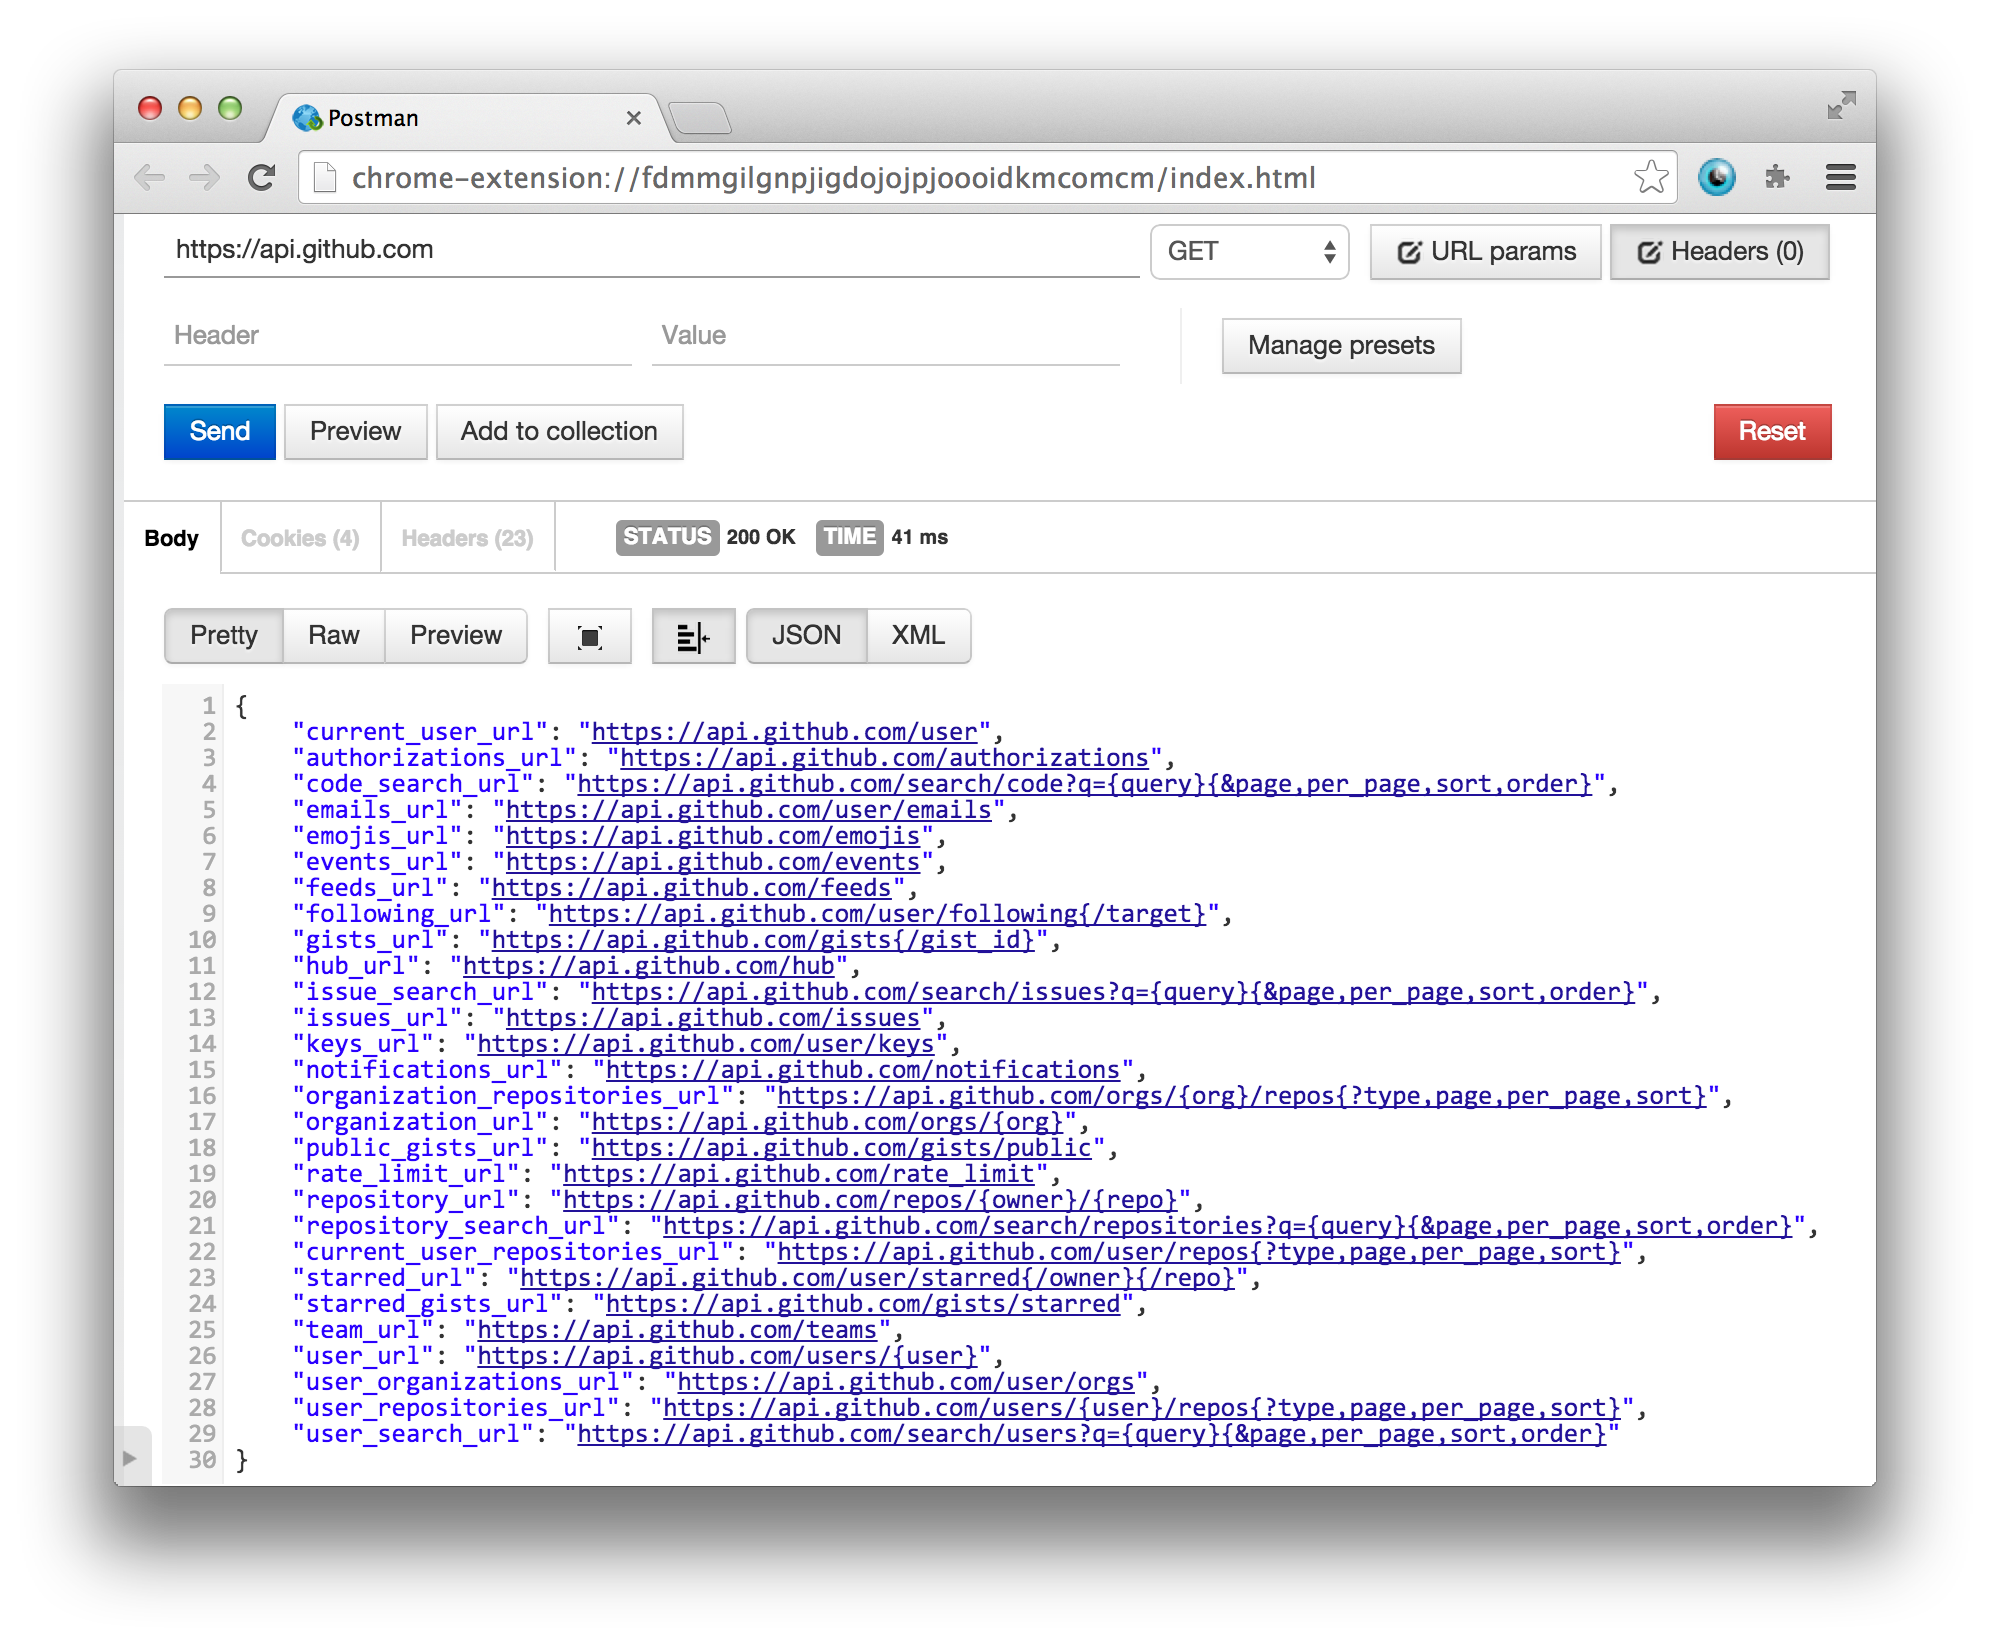 Postman
chrome-extension://fdmmgilgnpjigdojojpjoooidkmcomcm/index.html
https://api.github.com GET URL params Headers (0)
Header Value Manage presets
Send Preview Add to collection Reset
Body Cookies (4) Headers (23) STATUS 200 OK TIME 41 ms
Pretty Raw Preview JSON XML
1 {
2 "current_user_url": "https://api.github.com/user",
3 "authorizations_url": "https://api.github.com/authorizations",
4 "code_search_url": "https://api.github.com/search/code?q={query}{&page,per_page,sort,order}",
5 "emails_url": "https://api.github.com/user/emails",
6 "emojis_url": "https://api.github.com/emojis",
7 "events_url": "https://api.github.com/events",
8 "feeds_url": "https://api.github.com/feeds",
9 "following_url": "https://api.github.com/user/following{/target}",
10 "gists_url": "https://api.github.com/gists{/gist_id}",
11 "hub_url": "https://api.github.com/hub",
12 "issue_search_url": "https://api.github.com/search/issues?q={query}{&page,per_page,sort,order}",
13 "issues_url": "https://api.github.com/issues",
14 "keys_url": "https://api.github.com/user/keys",
15 "notifications_url": "https://api.github.com/notifications",
16 "organization_repositories_url": "https://api.github.com/orgs/{org}/repos{?type,page,per_page,sort}",
17 "organization_url": "https://api.github.com/orgs/{org}",
18 "public_gists_url": "https://api.github.com/gists/public",
19 "rate_limit_url": "https://api.github.com/rate_limit",
20 "repository_url": "https://api.github.com/repos/{owner}/{repo}",
21 "repository_search_url": "https://api.github.com/search/repositories?q={query}{&page,per_page,sort,order}",
22 "current_user_repositories_url": "https://api.github.com/user/repos{?type,page,per_page,sort}",
23 "starred_url": "https://api.github.com/user/starred{/owner}{/repo}",
24 "starred_gists_url": "https://api.github.com/gists/starred",
25 "team_url": "https://api.github.com/teams",
26 "user_url": "https://api.github.com/users/{user}",
27 "user_organizations_url": "https://api.github.com/user/orgs",
28 "user_repositories_url": "https://api.github.com/users/{user}/repos{?type,page,per_page,sort}",
29 "user_search_url": "https://api.github.com/search/users?q={query}{&page,per_page,sort,order}"
30 }